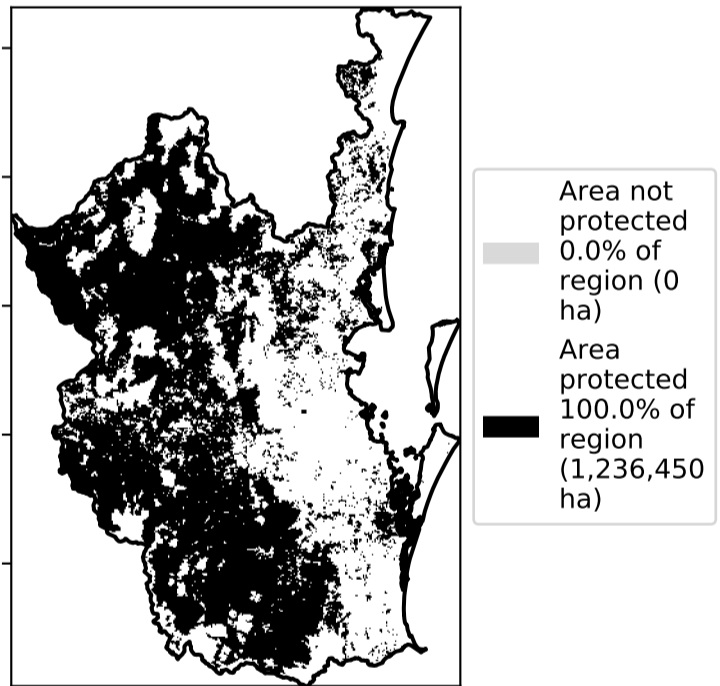 Area not
protected
0.0% of
region (0
ha)
Area
protected
100.0% of
region
(1,236,450
ha)